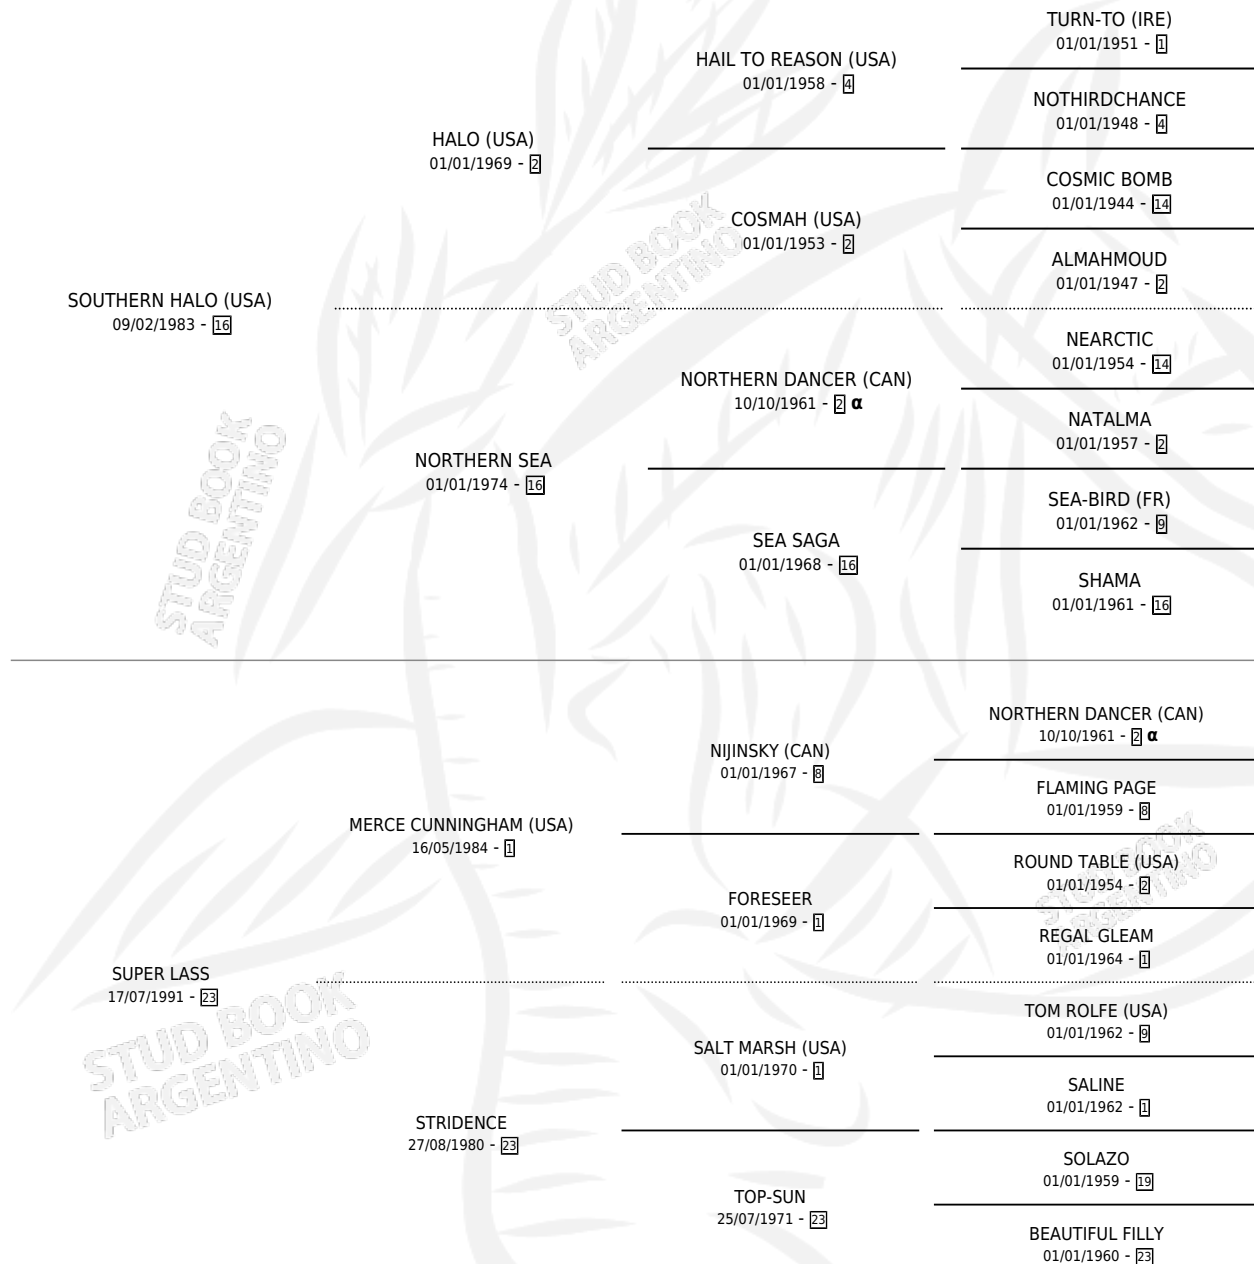 TURN-TO (IRE)
01/01/1951 - 1
HAIL TO REASON (USA)
01/01/1958 - 4
NOTHIRDCHANCE
01/01/1948 - 4
HALO (USA)
01/01/1969 - 2
COSMIC BOMB
01/01/1944 - 14
COSMAH (USA)
01/01/1953 - 2
ALMAHMOUD
01/01/1947 - 2
SOUTHERN HALO (USA)
09/02/1983 - 16
NEARCTIC
01/01/1954 - 14
NORTHERN DANCER (CAN)
10/10/1961 - 2 α
NATALMA
01/01/1957 - 2
NORTHERN SEA
01/01/1974 - 16
SEA-BIRD (FR)
01/01/1962 - 9
SEA SAGA
01/01/1968 - 16
SHAMA
01/01/1961 - 16
NORTHERN DANCER (CAN)
10/10/1961 - 2 α
NIJINSKY (CAN)
01/01/1967 - 8
FLAMING PAGE
01/01/1959 - 8
MERCE CUNNINGHAM (USA)
16/05/1984 - 1
ROUND TABLE (USA)
01/01/1954 - 2
FORESEER
01/01/1969 - 1
REGAL GLEAM
01/01/1964 - 1
SUPER LASS
17/07/1991 - 23
TOM ROLFE (USA)
01/01/1962 - 9
SALT MARSH (USA)
01/01/1970 - 1
SALINE
01/01/1962 - 1
STRIDENCE
27/08/1980 - 23
SOLAZO
01/01/1959 - 19
TOP-SUN
25/07/1971 - 23
BEAUTIFUL FILLY
01/01/1960 - 23
STUD BOOK
ARGENTINO
STUD BOOK
ARGENTINO
STUD BOOK
ARGENTINO
STUD BOOK
ARGENTINO